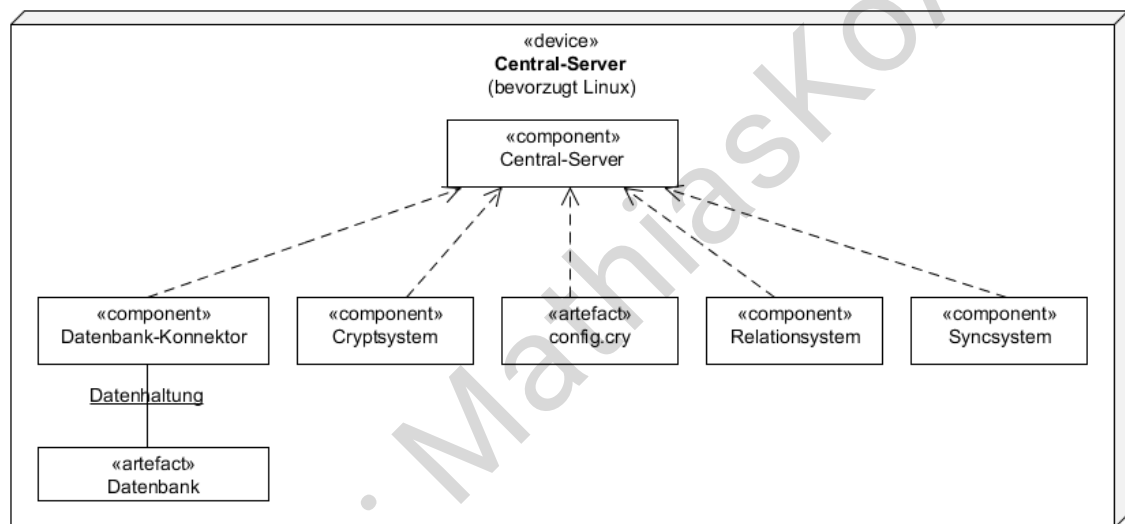 «device»
Central-Server
(bevorzugt Linux)
«component»
Central-Server
«component»
Datenbank-Konnektor
«component»
Cryptsystem
«artefact»
config.cry
«component»
Relationsystem
«component»
Syncsystem
Datenhaltung
«artefact»
Datenbank
· MathiasKo